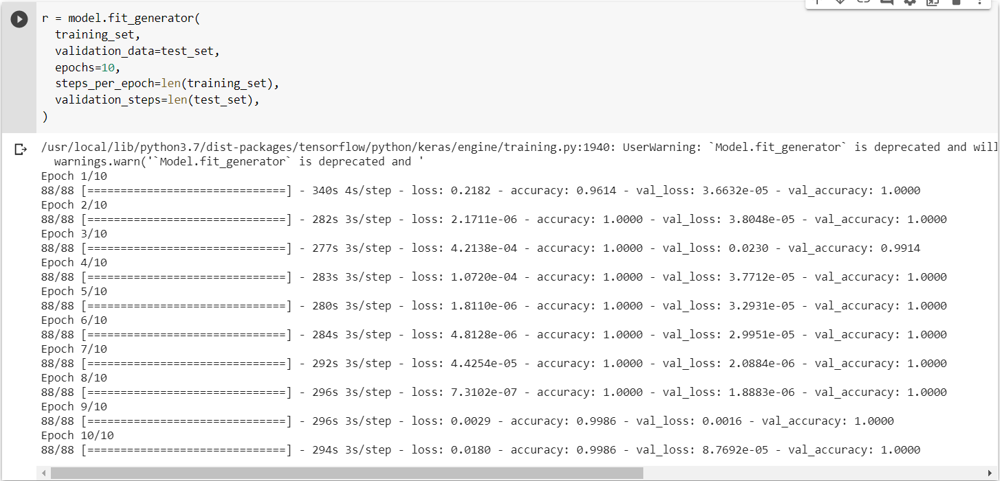 r = model.fit_generator(
  training_set,
  validation_data=test_set,
  epochs=10,
  steps_per_epoch=len(training_set),
  validation_steps=len(test_set),
)
/usr/local/lib/python3.7/dist-packages/tensorflow/python/keras/engine/training.py:1940: UserWarning: `Model.fit_generator` is deprecated and will
  warnings.warn('`Model.fit_generator` is deprecated and '
Epoch 1/10
88/88 [==============================] - 340s 4s/step - loss: 0.2182 - accuracy: 0.9614 - val_loss: 3.6632e-05 - val_accuracy: 1.0000
Epoch 2/10
88/88 [==============================] - 282s 3s/step - loss: 2.1711e-06 - accuracy: 1.0000 - val_loss: 3.8048e-05 - val_accuracy: 1.0000
Epoch 3/10
88/88 [==============================] - 277s 3s/step - loss: 4.2138e-04 - accuracy: 1.0000 - val_loss: 0.0230 - val_accuracy: 0.9914
Epoch 4/10
88/88 [==============================] - 283s 3s/step - loss: 1.0720e-04 - accuracy: 1.0000 - val_loss: 3.7712e-05 - val_accuracy: 1.0000
Epoch 5/10
88/88 [==============================] - 280s 3s/step - loss: 1.8110e-06 - accuracy: 1.0000 - val_loss: 3.2931e-05 - val_accuracy: 1.0000
Epoch 6/10
88/88 [==============================] - 284s 3s/step - loss: 4.8128e-06 - accuracy: 1.0000 - val_loss: 2.9951e-05 - val_accuracy: 1.0000
Epoch 7/10
88/88 [==============================] - 292s 3s/step - loss: 4.4254e-05 - accuracy: 1.0000 - val_loss: 2.0884e-06 - val_accuracy: 1.0000
Epoch 8/10
88/88 [==============================] - 296s 3s/step - loss: 7.3102e-07 - accuracy: 1.0000 - val_loss: 1.8883e-06 - val_accuracy: 1.0000
Epoch 9/10
88/88 [==============================] - 296s 3s/step - loss: 0.0029 - accuracy: 0.9986 - val_loss: 0.0016 - val_accuracy: 1.0000
Epoch 10/10
88/88 [==============================] - 294s 3s/step - loss: 0.0180 - accuracy: 0.9986 - val_loss: 8.7692e-05 - val_accuracy: 1.0000